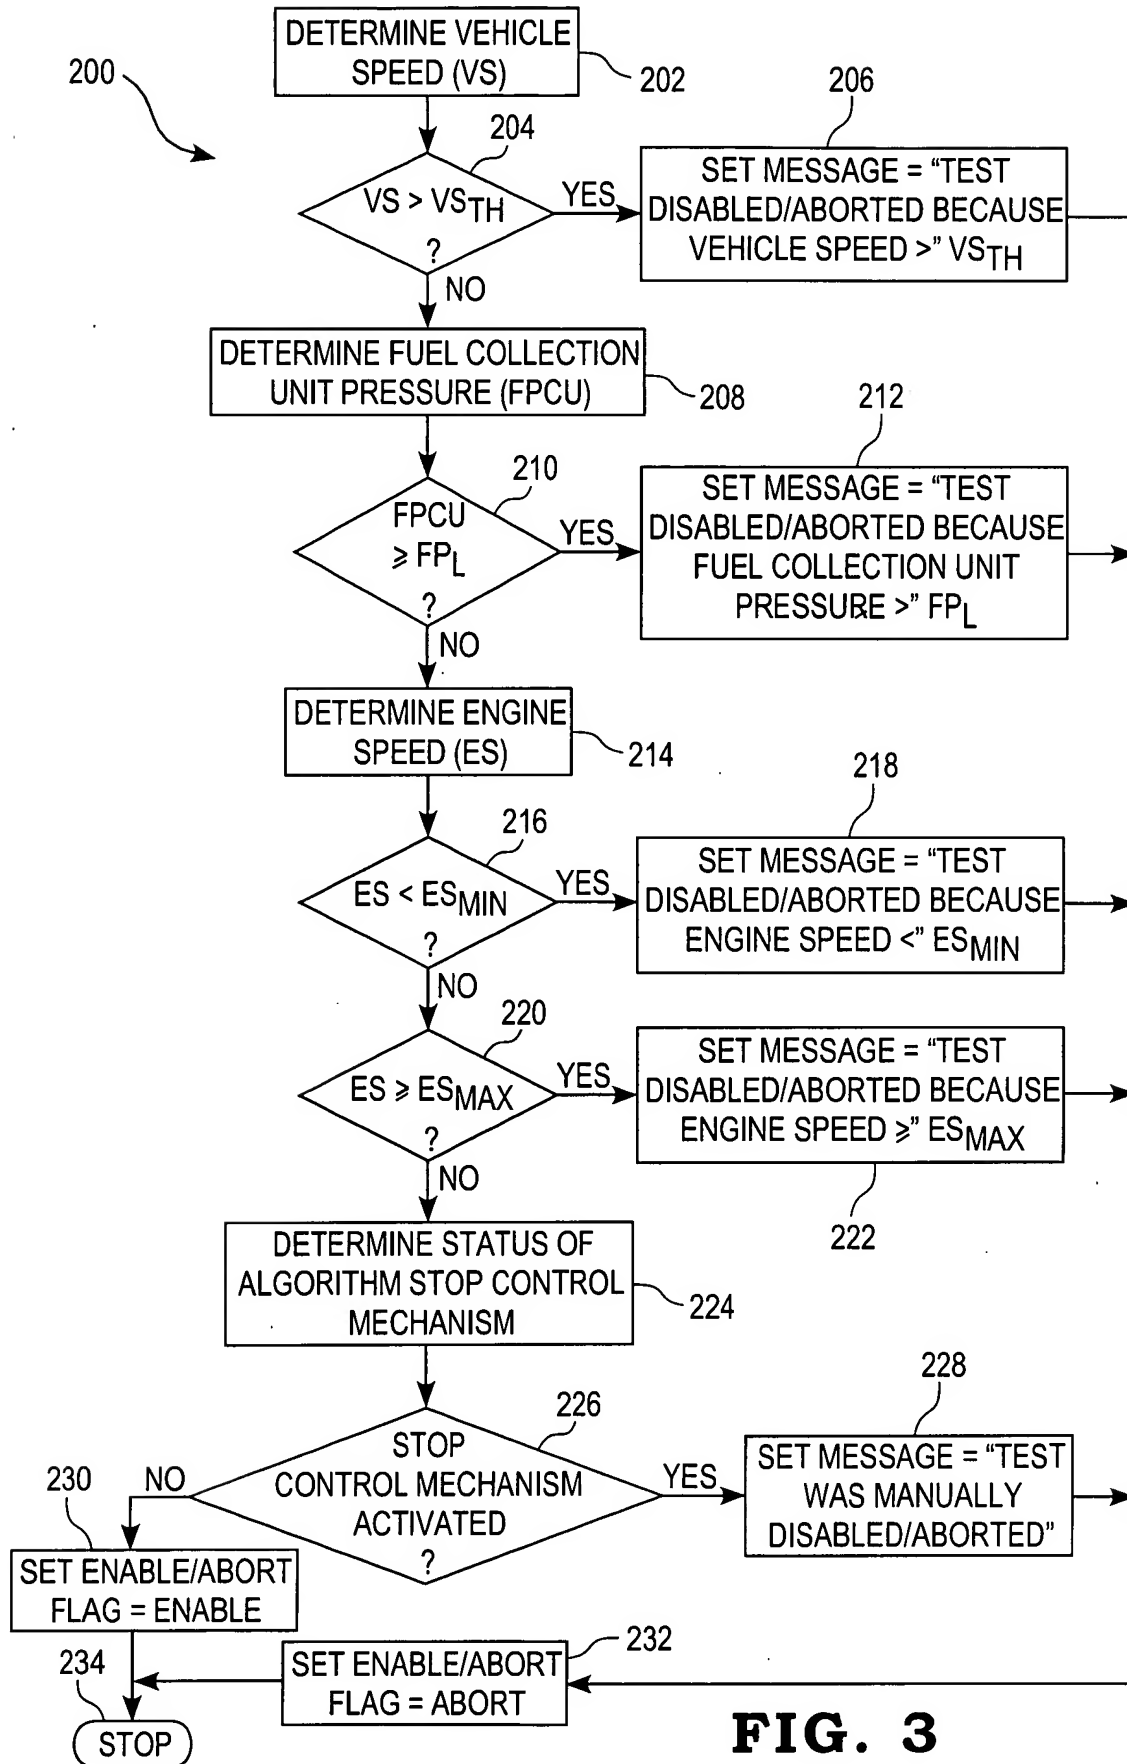 DETERMINE VEHICLE
SPEED (VS)
200
202
204
206
VS > VSTH
?
YES
SET MESSAGE = “TEST
DISABLED/ABORTED BECAUSE
VEHICLE SPEED >” VSTH
NO
DETERMINE FUEL COLLECTION
UNIT PRESSURE (FPCU)
208
210
212
FPCU
⩾ FPL
?
YES
SET MESSAGE = “TEST
DISABLED/ABORTED BECAUSE
FUEL COLLECTION UNIT
PRESSURE >” FPL
NO
DETERMINE ENGINE
SPEED (ES)
214
216
218
ES < ESMIN
?
YES
SET MESSAGE = “TEST
DISABLED/ABORTED BECAUSE
ENGINE SPEED <” ESMIN
NO
220
ES ⩾ ESMAX
?
YES
SET MESSAGE = “TEST
DISABLED/ABORTED BECAUSE
ENGINE SPEED ⩾” ESMAX
222
NO
DETERMINE STATUS OF
ALGORITHM STOP CONTROL
MECHANISM
224
226
228
STOP
CONTROL MECHANISM
ACTIVATED
?
YES
SET MESSAGE = “TEST
WAS MANUALLY
DISABLED/ABORTED”
NO
230
SET ENABLE/ABORT
FLAG = ENABLE
232
SET ENABLE/ABORT
FLAG = ABORT
234
STOP
FIG. 3